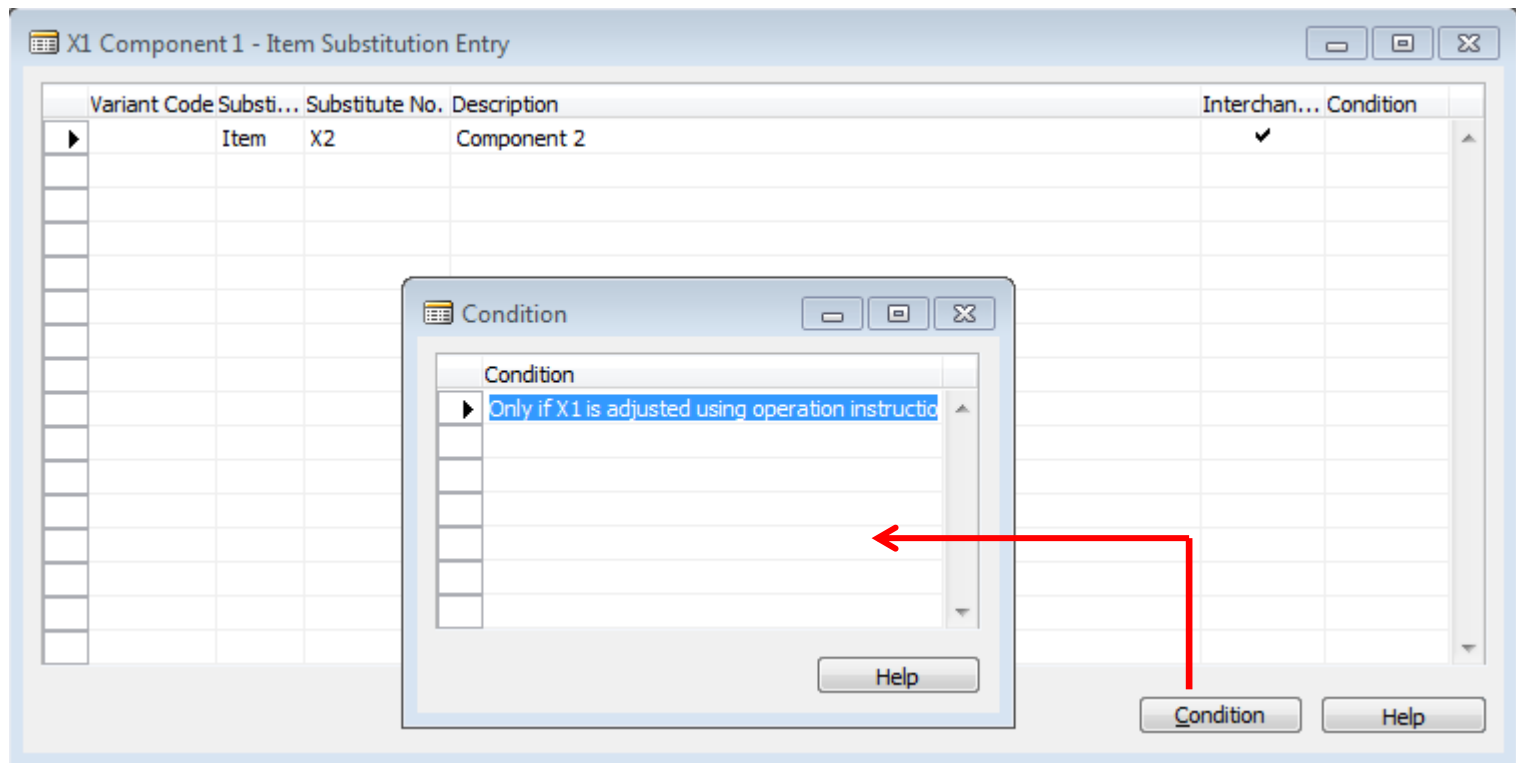 X1 Component 1 - Item Substitution Entry
Variant Code Substi... Substitute No. Description Interchan... Condition
Item X2 Component 2
Condition
Condition
Only if X1 is adjusted using operation instructio
Help
Condition Help